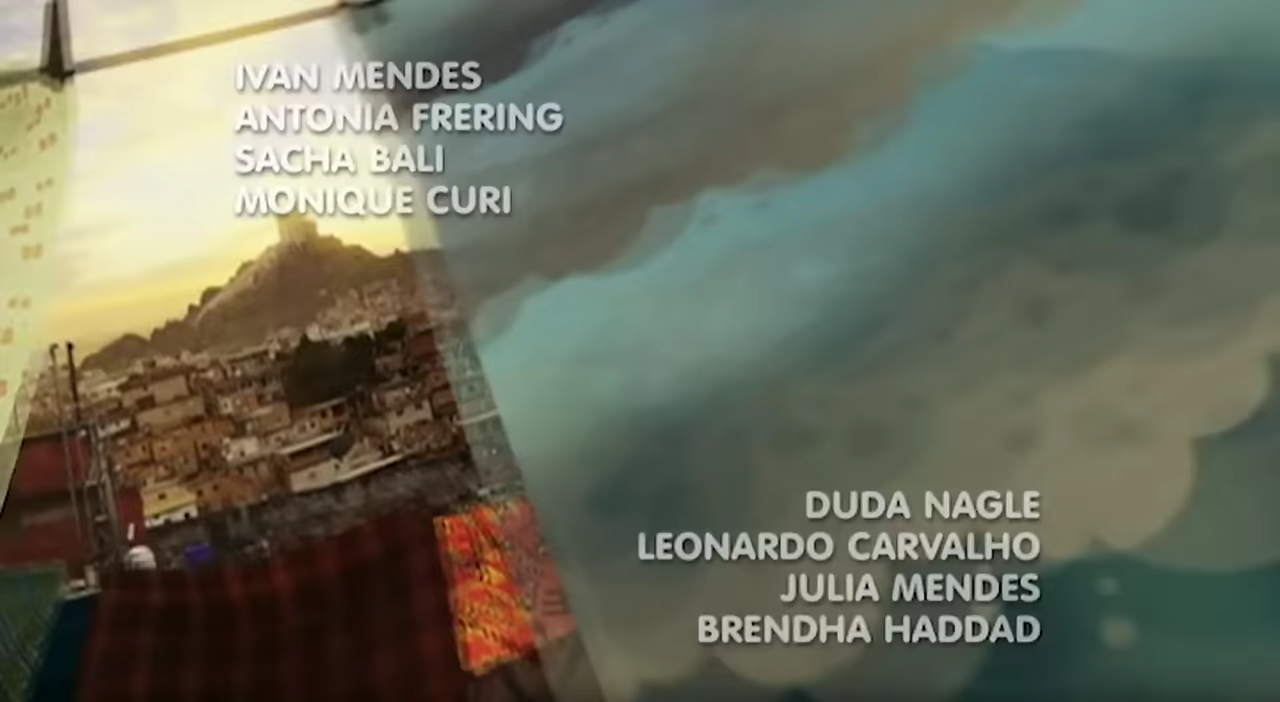 IVAN MENDES
ANTONIA FRERING
SACHA BALI
MONIQUE CURI
DUDA NAGLE
LEONARDO CARVALHO
JULIA MENDES
BRENDHA HADDAD